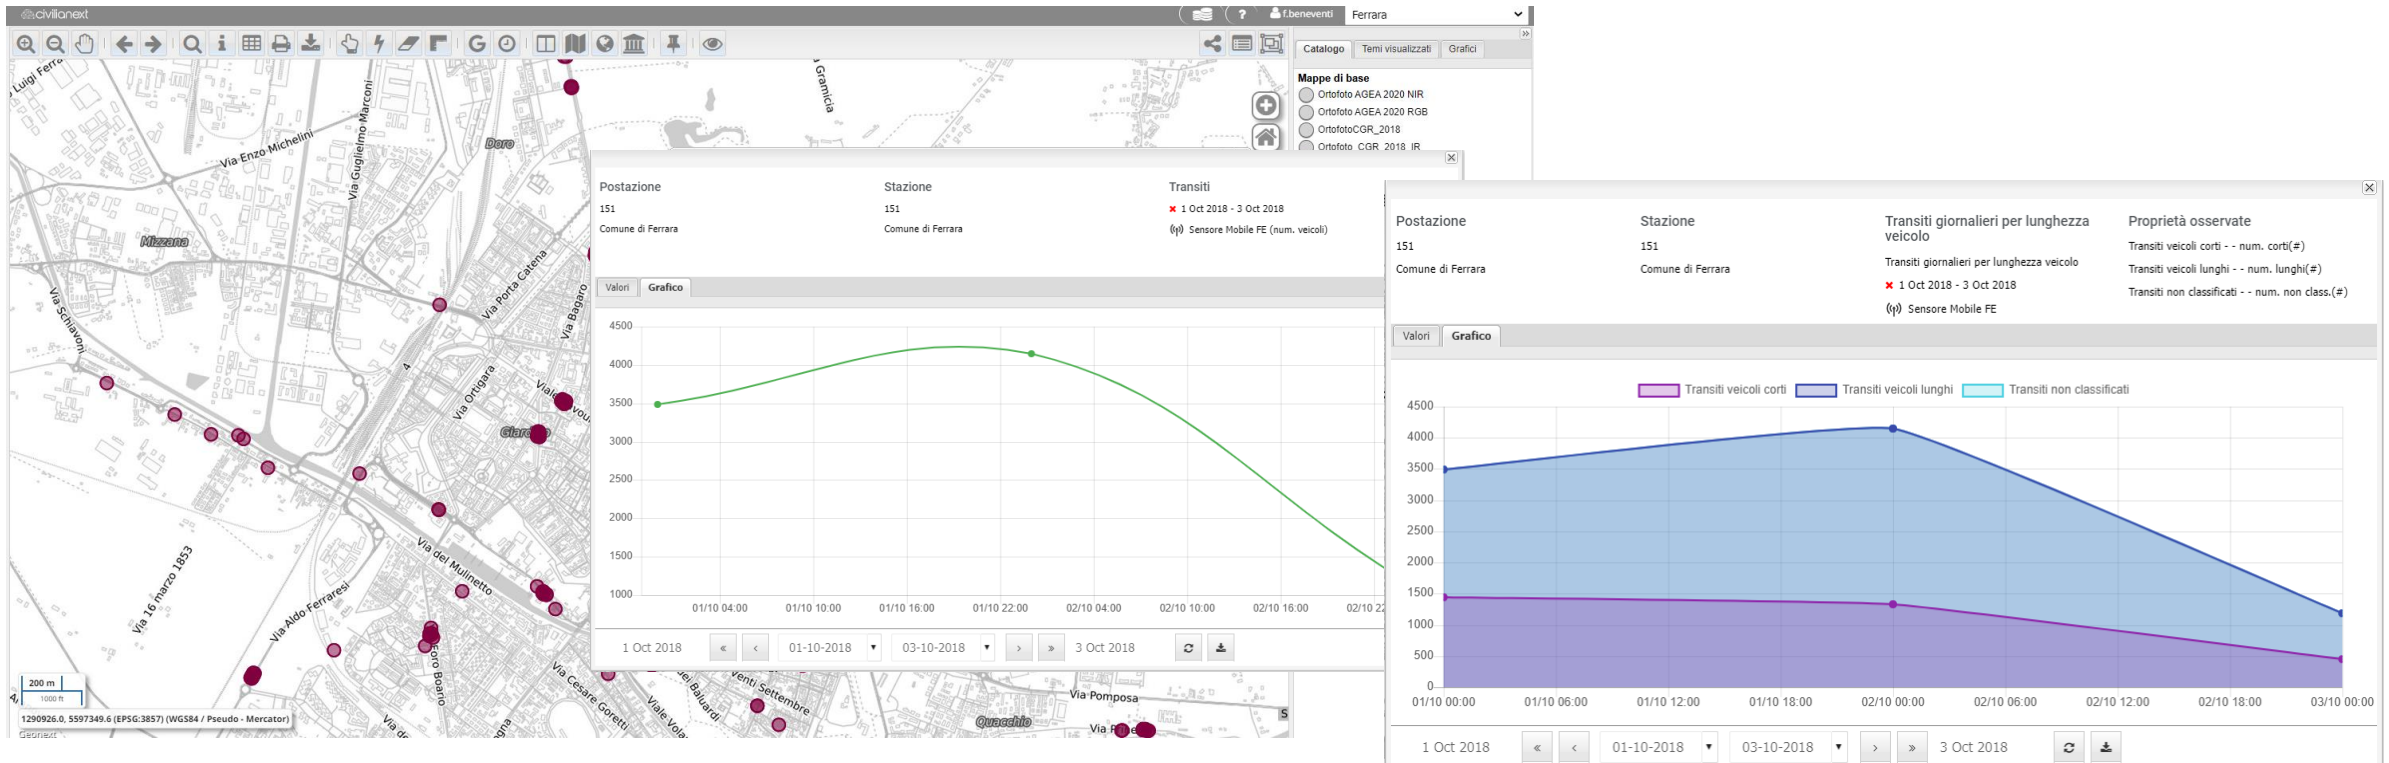 civilianext
?
f.beneventi
Ferrara
G
Catalogo
Temi visualizzati
Grafici
Mappe di base
Ortofoto AGEA 2020 NIR
Ortofoto AGEA 2020 RGB
OrtofotoCGR_2018
Ortofoto_CGR_2018_IR
Via Enzo Michelini
Via Guglielmo Marconi
Doro
Gramicia
Mizzana
Via Schiavoni
Via Porta Catena
Via Bagaro
Via Ortigara
4
Via del Mulinetto
Via 16 marzo 1853
Via Aldo Ferraresi
Foro Boario
Via Cesare Goretti
Via Pomposa
Quacchio
200 m
1000 ft
1290926.0, 5597349.6 (EPSG:3857) (WGS84 / Pseudo - Mercator)
Geonext
Postazione
Stazione
Transiti
151
151
1 Oct 2018 - 3 Oct 2018
Comune di Ferrara
Comune di Ferrara
Sensore Mobile FE (num. veicoli)
Valori
Grafico
4500
4000
3500
3000
2500
2000
1500
1000
01/10 04:00
01/10 10:00
01/10 16:00
01/10 22:00
02/10 04:00
02/10 10:00
02/10 16:00
02/10 22
1 Oct 2018
«
‹
01-10-2018
03-10-2018
›
»
3 Oct 2018
Postazione
Stazione
Transiti giornalieri per lunghezza
veicolo
Proprietà osservate
151
151
Transiti giornalieri per lunghezza veicolo
Transiti veicoli corti - - num. corti(#)
Comune di Ferrara
Comune di Ferrara
1 Oct 2018 - 3 Oct 2018
Transiti veicoli lunghi - - num. lunghi(#)
Sensore Mobile FE
Transiti non classificati - - num. non class.(#)
Valori
Grafico
Transiti veicoli corti
Transiti veicoli lunghi
Transiti non classificati
4500
4000
3500
3000
2500
2000
1500
1000
500
0
01/10 00:00
01/10 06:00
01/10 12:00
01/10 18:00
02/10 00:00
02/10 06:00
02/10 12:00
02/10 18:00
03/10 00:00
1 Oct 2018
«
‹
01-10-2018
03-10-2018
›
»
3 Oct 2018